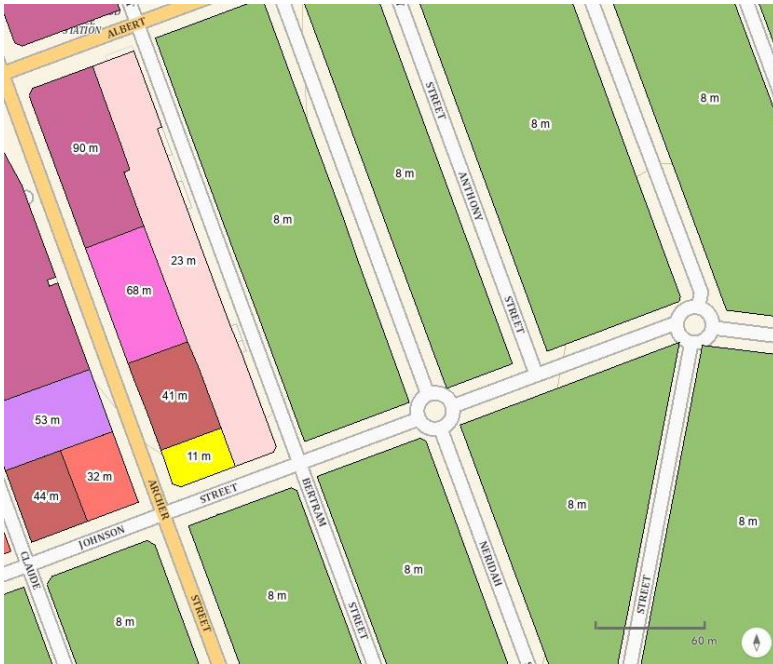 ALBERT
STATION
STREET
8 m
8 m
90 m
8 m
ANTHONY
8 m
23 m
68 m
STREET
41 m
53 m
11 m
32 m
44 m
STREET
ARCHER
BERTRAM
8 m
JOHNSON
8 m
NERIDAH
CLAUDE
8 m
8 m
STREET
8 m
STREET
STREET
60 m